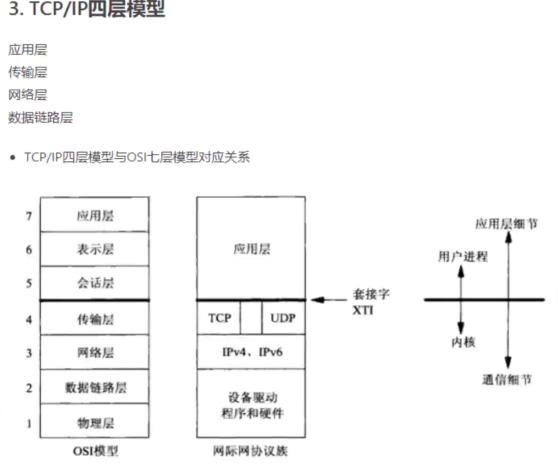 3. TCP/IP四层模型
应用层
传输层
网络层
数据链路层
TCP/IP四层模型与OSI七层模型对应关系
7 应用层
6 表示层
5 会话层
4 传输层
3 网络层
2 数据链路层
1 物理层
OSI模型
应用层
TCP UDP
IPv4、IPv6
设备驱动
程序和硬件
网际网协议族
套接字
XTI
应用层细节
用户进程
内核
通信细节